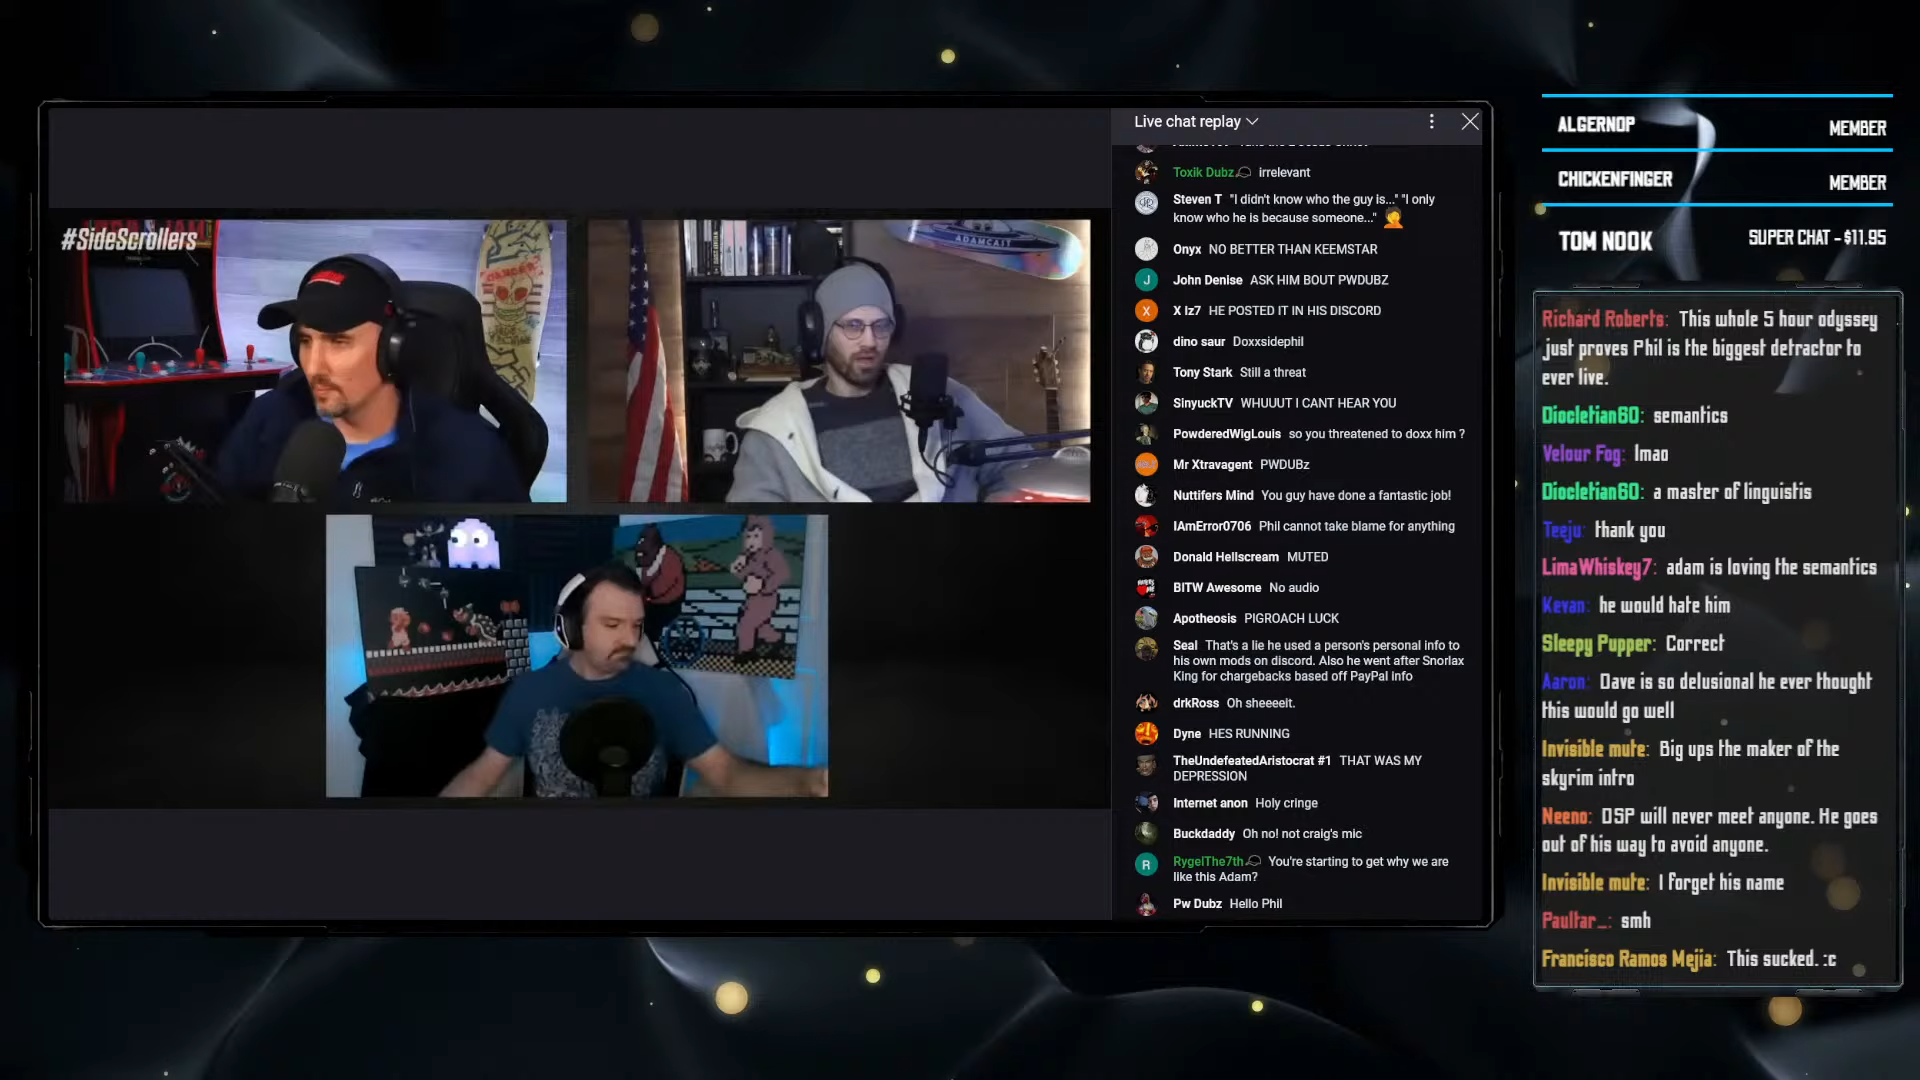 #SideScrollers
ADAMCAST
Live chat replay
Toxik Dubz irrelevant
Steven T "I didn't know who the guy is..." "I only
know who he is because someone..."
Onyx NO BETTER THAN KEEMSTAR
J
John Denise ASK HIM BOUT PWDUBZ
X
X Iz7 HE POSTED IT IN HIS DISCORD
dino saur Doxxsidephil
Tony Stark Still a threat
SinyuckTV WHUUUT I CANT HEAR YOU
PowderedWigLouis so you threatened to doxx him ?
Mr Xtravagent PWDUBz
Nuttifers Mind You guy have done a fantastic job!
IAmError0706 Phil cannot take blame for anything
Donald Hellscream MUTED
BITW Awesome No audio
Apotheosis PIGROACH LUCK
Seal That's a lie he used a person's personal info to
his own mods on discord. Also he went after Snorlax
King for chargebacks based off PayPal info
drkRoss Oh sheeeeit.
Dyne HES RUNNING
TheUndefeatedAristocrat #1 THAT WAS MY
DEPRESSION
Internet anon Holy cringe
Buckdaddy Oh no! not craig's mic
R
RygelThe7th You're starting to get why we are
like this Adam?
Pw Dubz Hello Phil
ALGERNOP MEMBER
CHICKENFINGER MEMBER
TOM NOOK SUPER CHAT - $11.95
Richard Roberts: This whole 5 hour odyssey
just proves Phil is the biggest detractor to
ever live.
Diocletian60: semantics
Velour Fog: lmao
Diocletian60: a master of linguistis
Teeju: thank you
LimaWhiskey7: adam is loving the semantics
Kevan: he would hate him
Sleepy Pupper: Correct
Aaron: Dave is so delusional he ever thought
this would go well
Invisible mute: Big ups the maker of the
skyrim intro
Neeno: DSP will never meet anyone. He goes
out of his way to avoid anyone.
Invisible mute: I forget his name
Paultar_: smh
Francisco Ramos Mejia: This sucked. :c